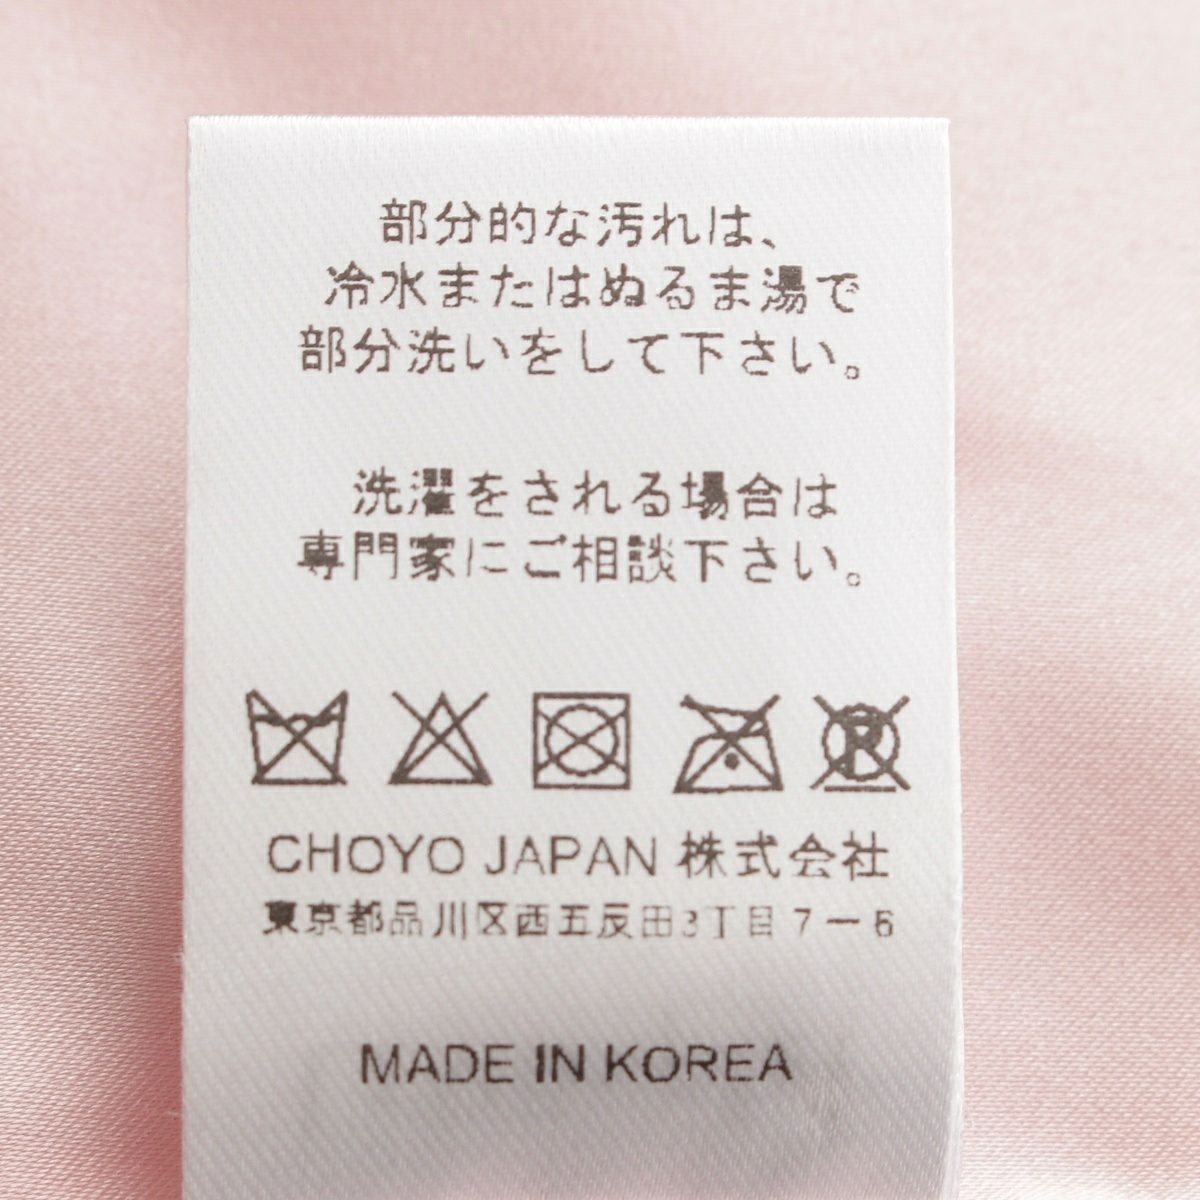 部分的な汚れは、
冷水またはぬるま湯で
部分洗いをして下さい。
洗濯をされる場合は
専門家にご相談下さい。
CHOYO JAPAN 株式会社
東京都品川区西五反田3丁目7-6
MADE IN KOREA